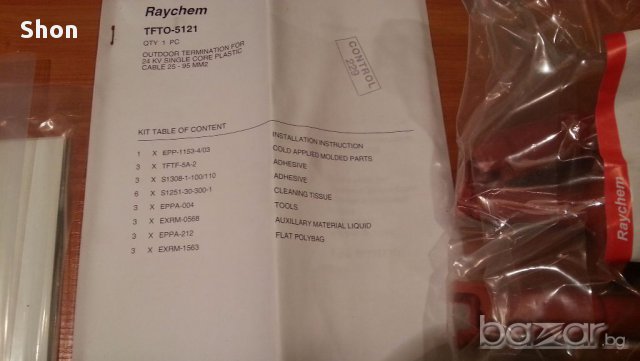 Shon
Raychem
TFTO-5121
QTY 1 PC
OUTDOOR TERMINATION FOR
24 KV SINGLE CORE PLASTIC
CABLE 25 - 95 MM2
CONTROL
229
KIT TABLE OF CONTENT
1 X EPP-1153-4/03 INSTALLATION INSTRUCTION
3 X TFTF-5A-2 COLD APPLIED MOLDED PARTS
3 X S1308-1-100/110 ADHESIVE
6 X S1251-30-300-1 ADHESIVE
3 X EPPA-004 CLEANING TISSUE
3 X EXRM-0568 TOOLS
3 X EPPA-212 AUXILLARY MATERIAL LIQUID
3 X EXRM-1563 FLAT POLYBAG
Raychem
bazar.bg